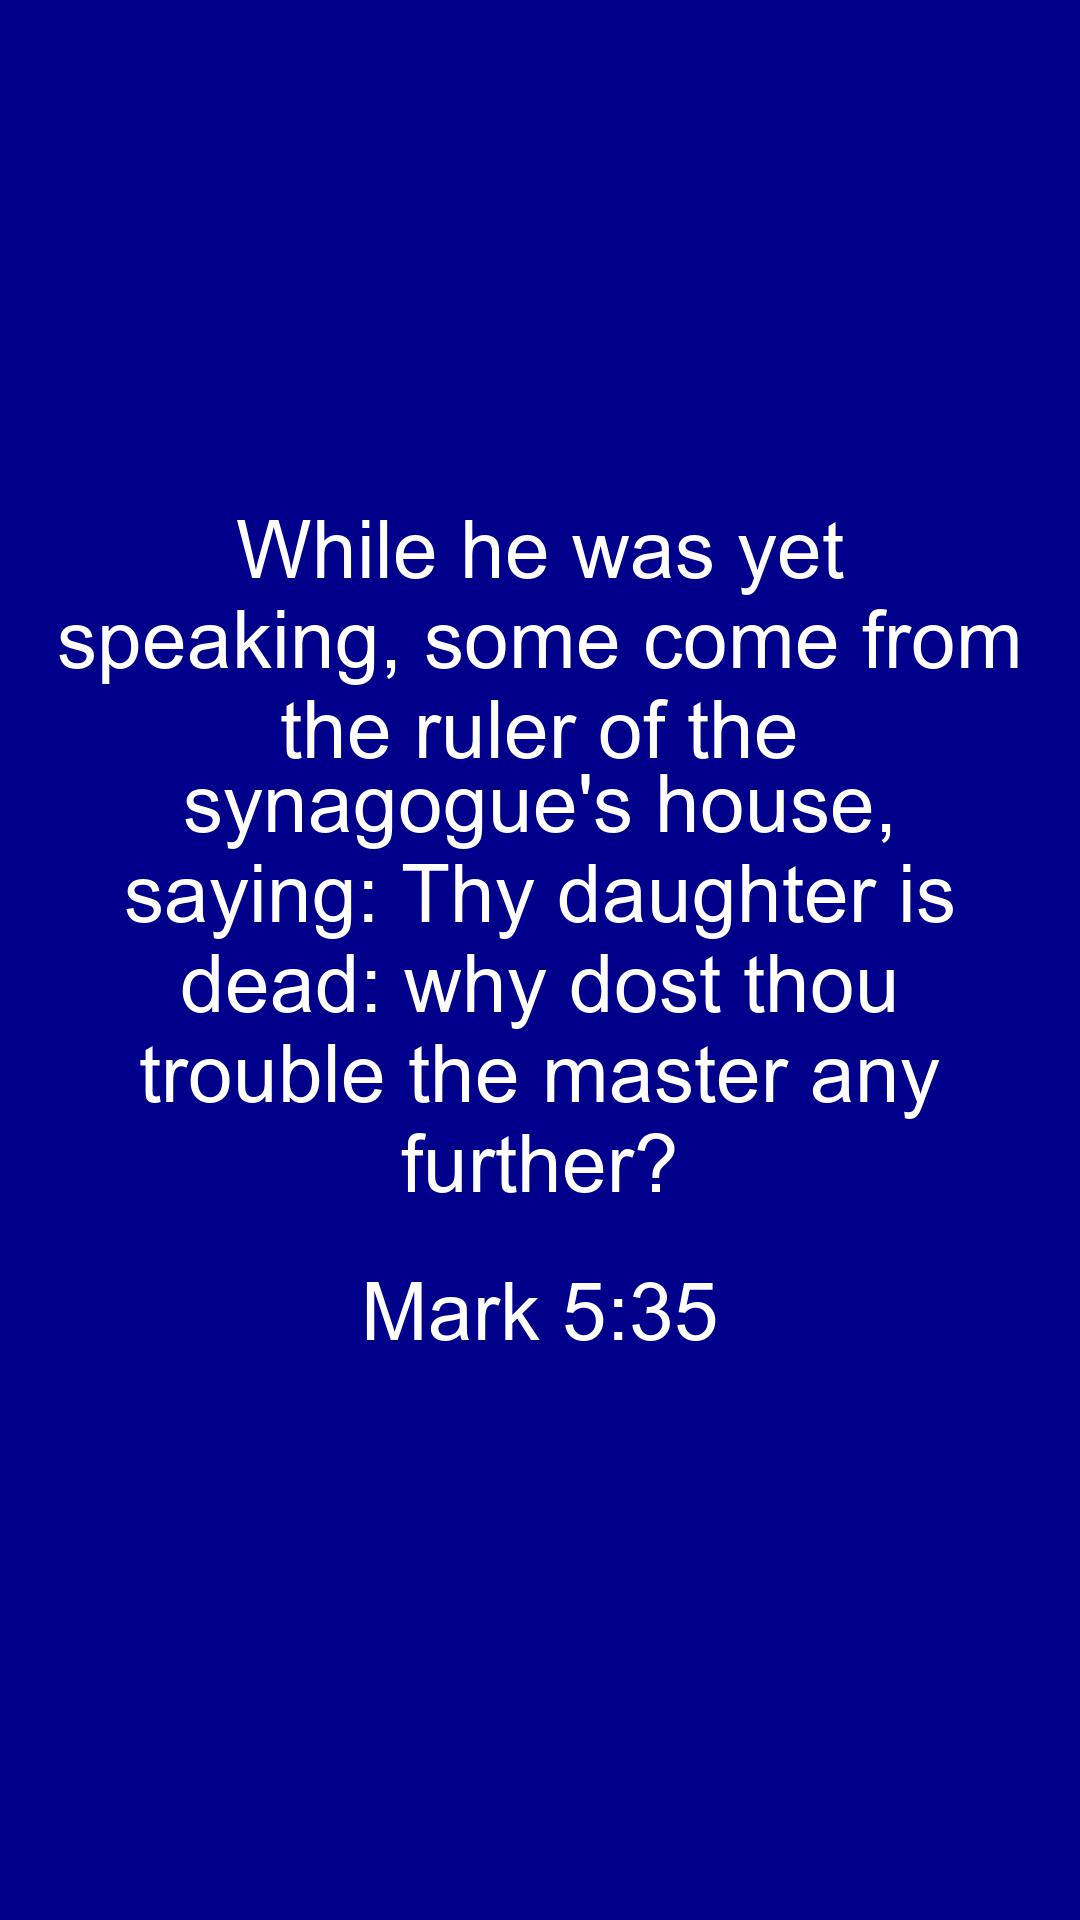 While he was yet
speaking, some come from
the ruler of the
synagogue's house,
saying: Thy daughter is
dead: why dost thou
trouble the master any
further?
Mark 5:35